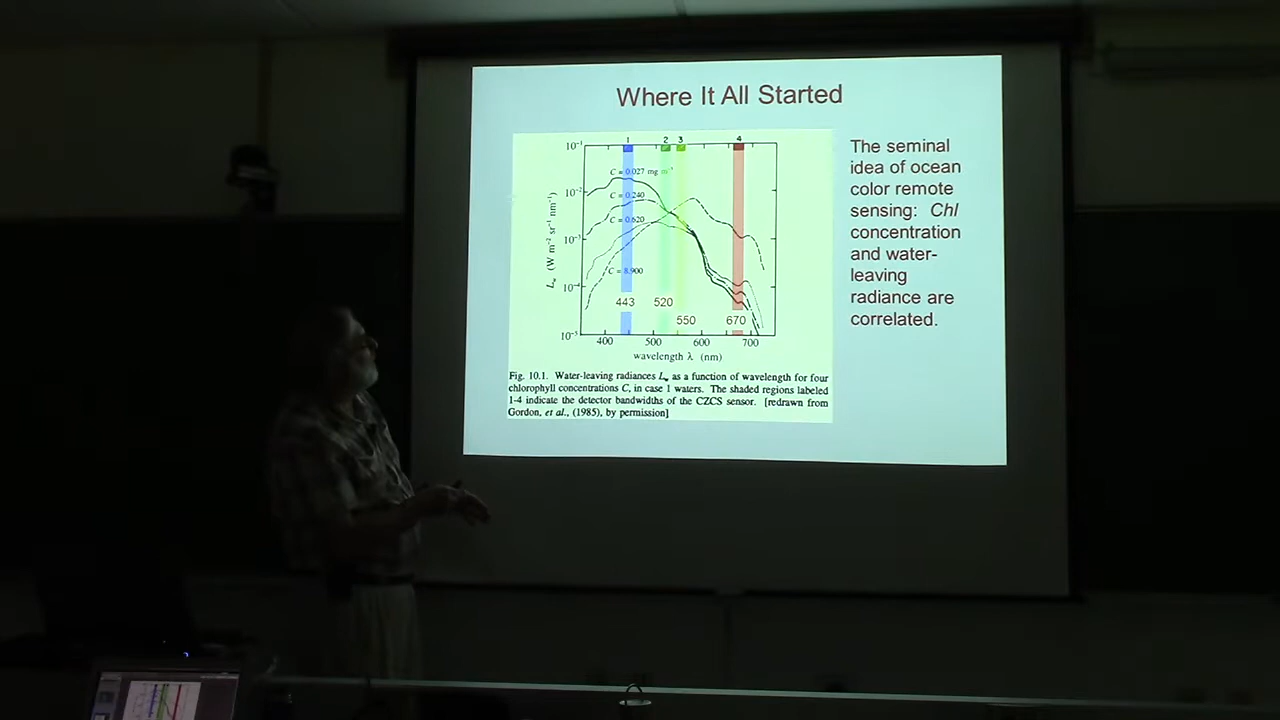 Where It All Started
1 2 3 4
10⁻¹
C = 0.027 mg m⁻³
10⁻²
C = 0.240
C = 0.620
10⁻³
C = 8.900
10⁻⁴
443 520
550 670
10⁻⁵
400 500 600 700
Lw (W m⁻² sr⁻¹ nm⁻¹)
wavelength λ (nm)
Fig. 10.1. Water-leaving radiances Lw as a function of wavelength for four
chlorophyll concentrations C, in case 1 waters. The shaded regions labeled
1-4 indicate the detector bandwidths of the CZCS sensor. [redrawn from
Gordon, et al., (1985), by permission]
The seminal
idea of ocean
color remote
sensing: Chl
concentration
and water-
leaving
radiance are
correlated.